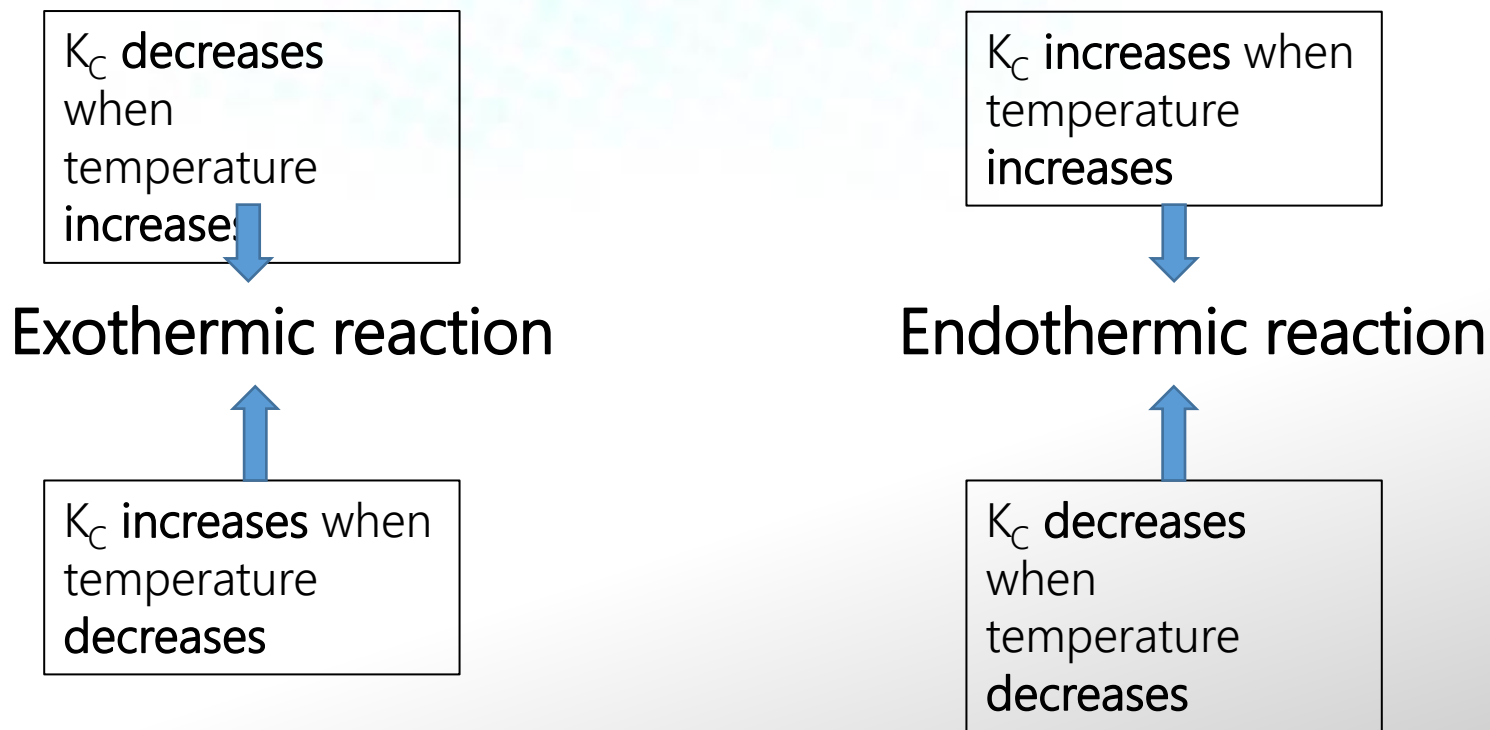 K_C decreases
when
temperature
increases
K_C increases when
temperature
increases
Exothermic reaction
Endothermic reaction
K_C increases when
temperature
decreases
K_C decreases
when
temperature
decreases